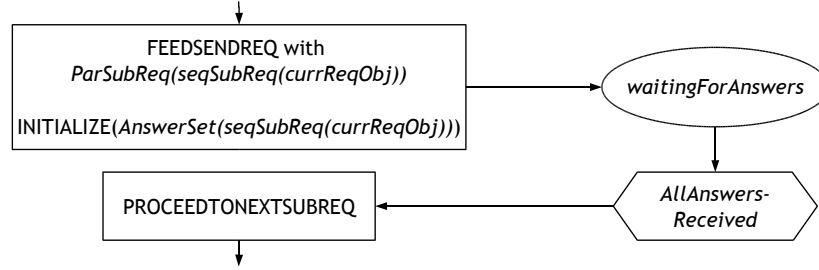 FEEDSENDREQ with
ParSubReq(seqSubReq(currReqObj))
INITIALIZE(AnswerSet(seqSubReq(currReqObj)))
waitingForAnswers
AllAnswers-
Received
PROCEEDTONEXTSUBREQ